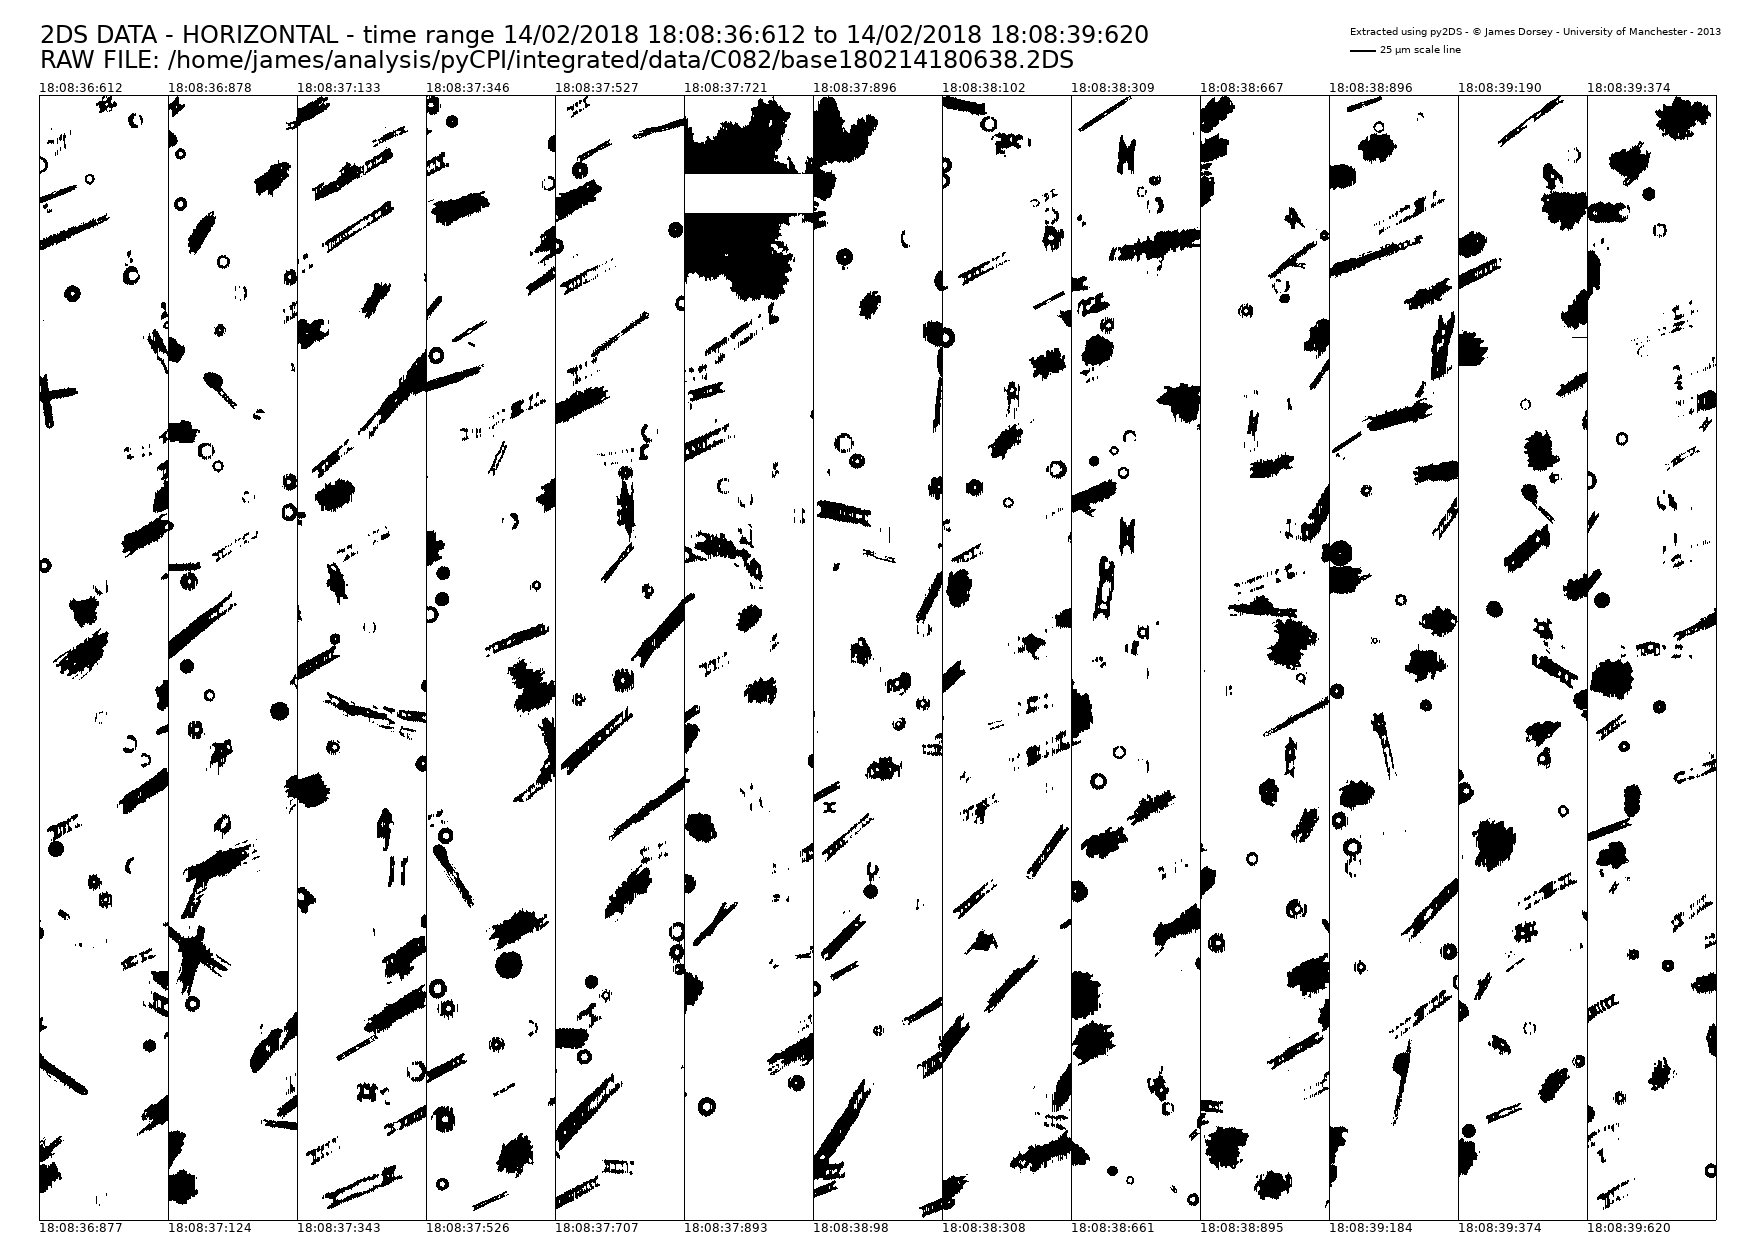 2DS DATA - HORIZONTAL - time range 14/02/2018 18:08:36:612 to 14/02/2018 18:08:39:620
RAW FILE: /home/james/analysis/pyCPI/integrated/data/C082/base180214180638.2DS
Extracted using py2DS - © James Dorsey - University of Manchester - 2013
25 µm scale line
18:08:36:612 18:08:36:878 18:08:37:133 18:08:37:346 18:08:37:527 18:08:37:721 18:08:37:896 18:08:38:102 18:08:38:309 18:08:38:667 18:08:38:896 18:08:39:190 18:08:39:374
18:08:36:877 18:08:37:124 18:08:37:343 18:08:37:526 18:08:37:707 18:08:37:893 18:08:38:98 18:08:38:308 18:08:38:661 18:08:38:895 18:08:39:184 18:08:39:374 18:08:39:620